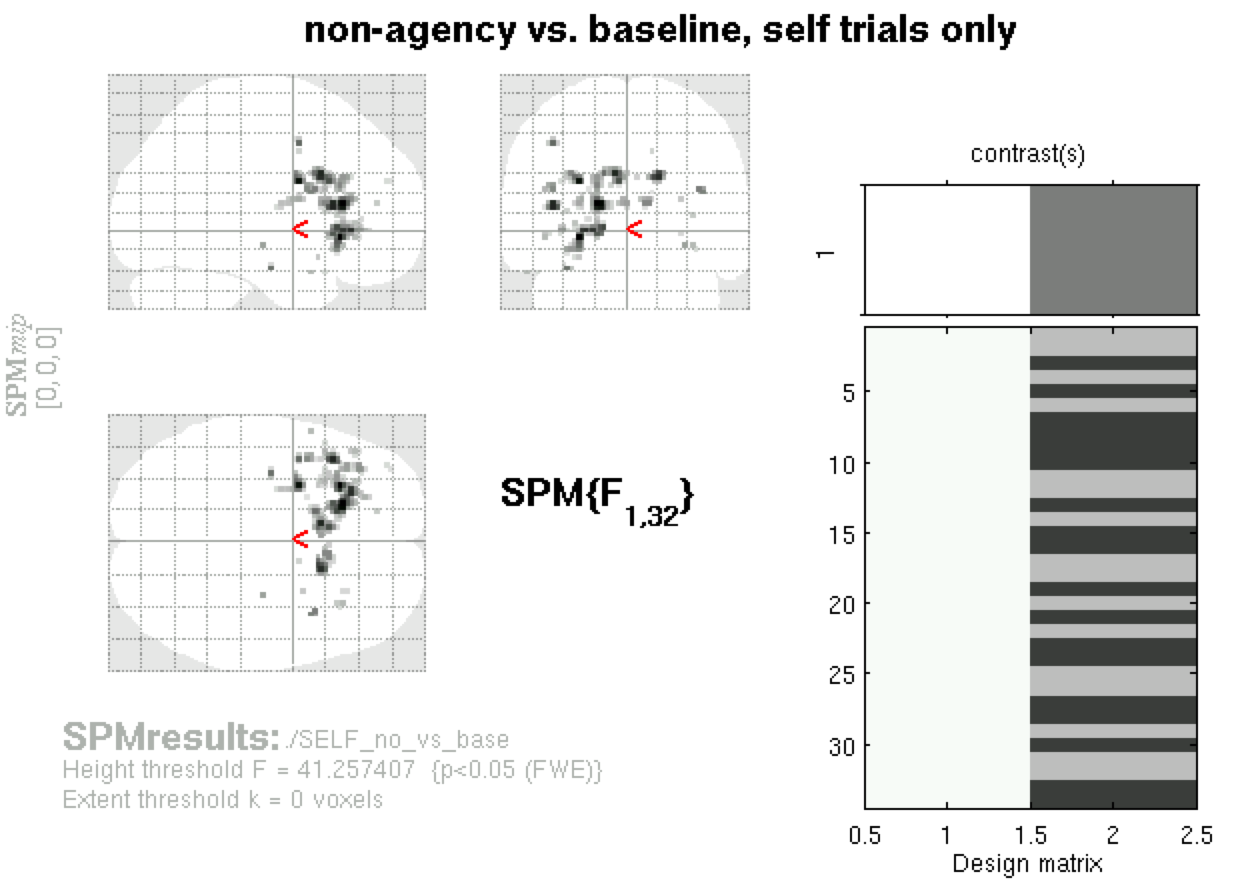 non-agency vs. baseline, self trials only
SPMmip
[0, 0, 0]
<
<
<
SPM{F1,32}
contrast(s)
1
5
10
15
20
25
30
0.5 1 1.5 2 2.5
Design matrix
SPMresults: ./SELF_no_vs_base
Height threshold F = 41.257407 {p<0.05 (FWE)}
Extent threshold k = 0 voxels